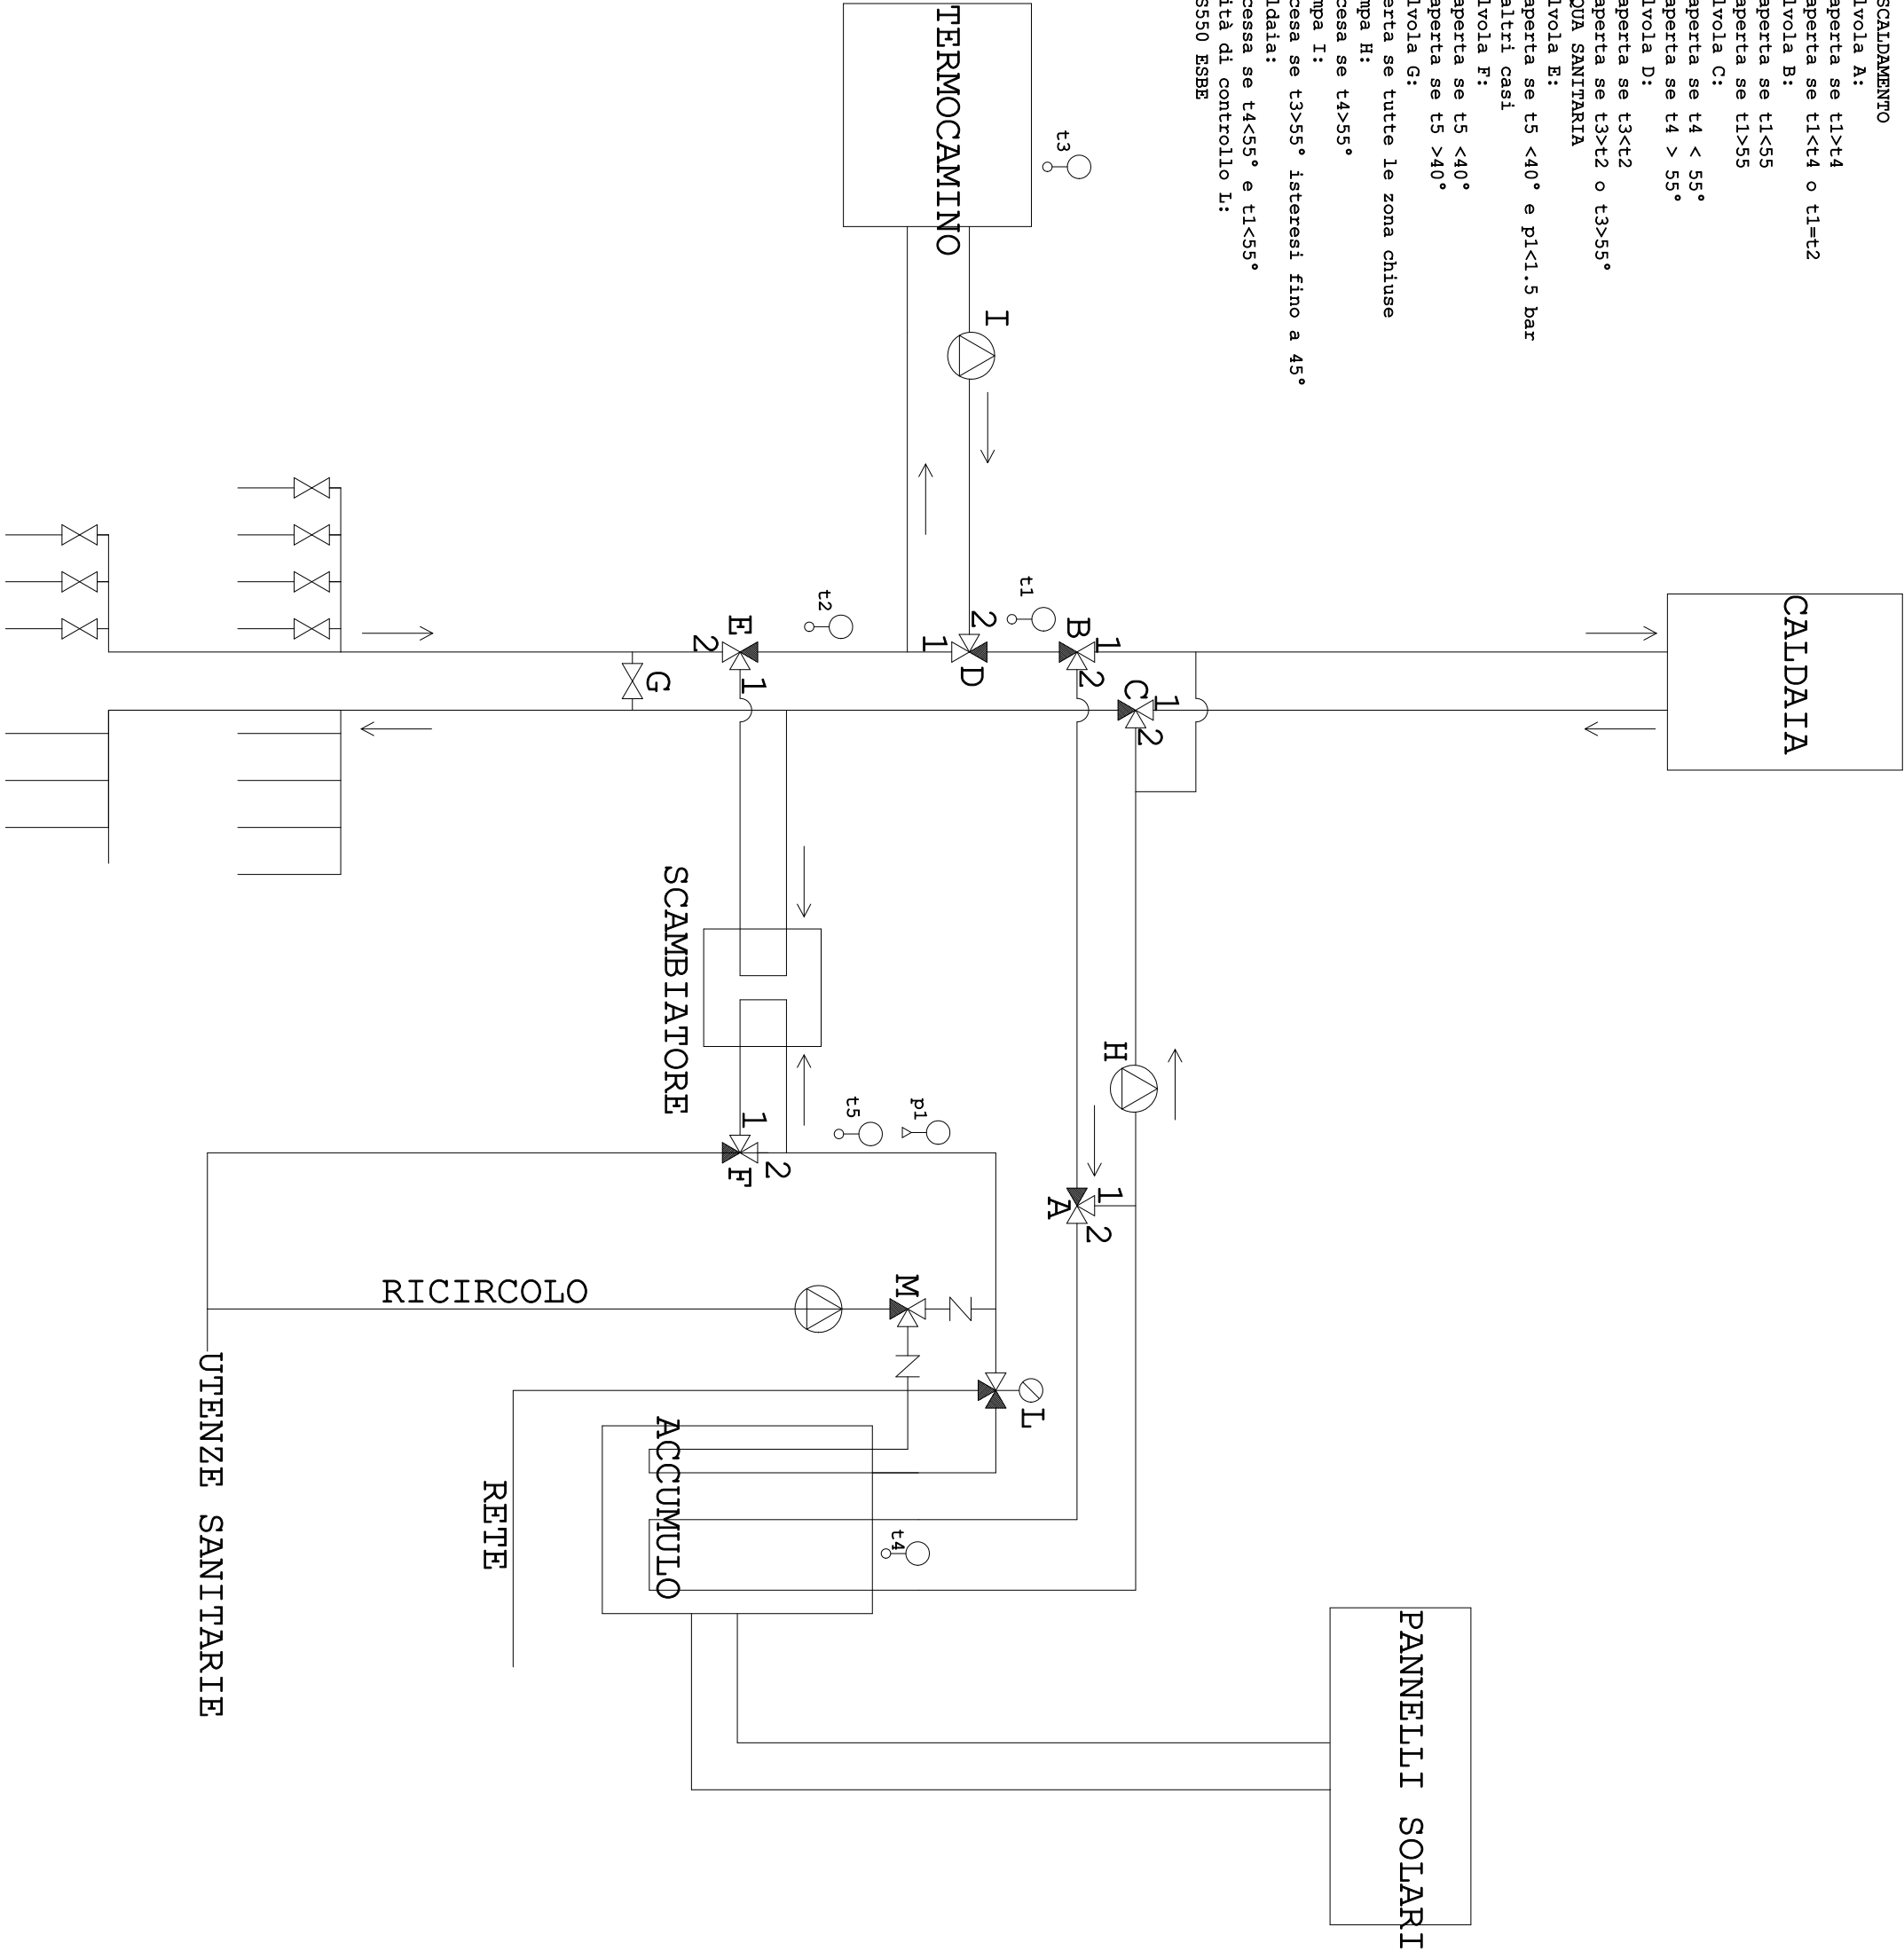 SCALDAMENTO
lvola A:
aperta se t1>t4
aperta se t1<t4 o t1=t2
lvola B:
aperta se t1<55
aperta se t1>55
lvola C:
aperta se t4 < 55°
aperta se t4 > 55°
lvola D:
aperta se t3<t2
aperta se t3>t2 o t3>55°
QUA SANITARIA
lvola E:
aperta se t5 <40° e p1<1.5 bar
altri casi
lvola F:
aperta se t5 <40°
aperta se t5 >40°
lvola G:
erta se tutte le zona chiuse
mpa H:
cesa se t4>55°
mpa I:
cesa se t3>55° isteresi fino a 45°
ldaia:
cessa se t4<55° e t1<55°
ità di controllo L:
S550 ESBE
CALDAIA
PANNELLI SOLARI
TERMOCAMINO
t3
I
t1
B
1
2
C
1
2
2
1
D
t2
E
2
1
G
H
A
1
2
SCAMBIATORE
t5
p1
1
F
2
M
L
RICIRCOLO
ACCUMULO
t4
RETE
UTENZE SANITARIE